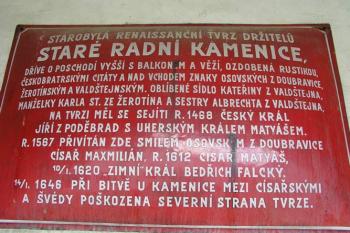 STAROBYLÁ RENAISSANČNÍ TVRZ DRŽITELŮ
STARÉ RADNÍ KAMENICE,
DŘÍVE O POSCHODÍ VYŠŠÍ S BALKONEM A VĚŽÍ, OZDOBENÁ RUSTIKOU,
ČESKOBRATRSKÝMI CITÁTY A NAD VCHODEM ZNAKY OSOVSKÝCH Z DOUBRAVICE
ŽEROTÍNSKÝM A VALDŠTEJNSKÝM. OBLÍBENÉ SÍDLO KATEŘINY Z VALDŠTEJNA,
MANŽELKY KARLA ST. ZE ŽEROTÍNA A SESTRY ALBRECHTA Z VALDŠTEJNA.
NA TVRZI MĚL SE SEJÍTI R. 1468 ČESKÝ KRÁL
JIŘÍ Z PODĚBRAD S UHERSKÝM KRÁLEM MATYÁŠEM.
R. 1567 PŘIVÍTÁN ZDE SMILEM OSOVSKÝM Z DOUBRAVICE
CÍSAŘ MAXMILIÁN, R. 1612 CÍSAŘ MATYÁŠ,
10/I. 1620 „ZIMNÍ" KRÁL BEDŘICH FALCKÝ.
14/I. 1646 PŘI BITVĚ U KAMENICE MEZI CÍSAŘSKÝMI
A ŠVÉDY POŠKOZENA SEVERNÍ STRANA TVRZE.